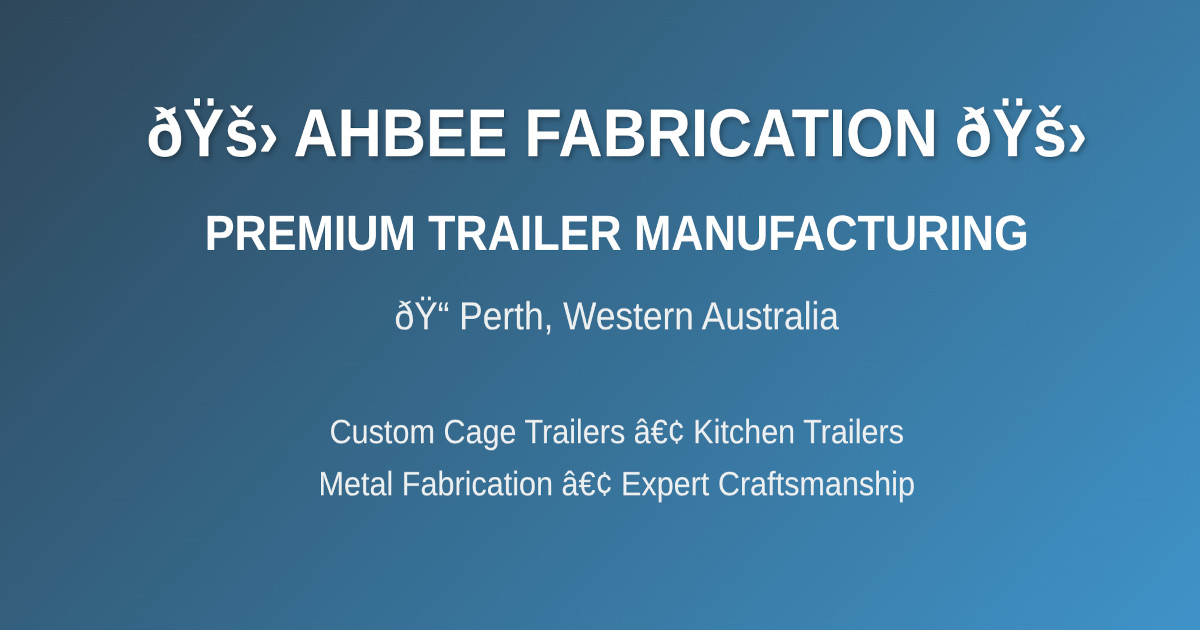 ðŸš› AHBEE FABRICATION ðŸš›
PREMIUM TRAILER MANUFACTURING
ðŸ“ Perth, Western Australia
Custom Cage Trailers â€¢ Kitchen Trailers
Metal Fabrication â€¢ Expert Craftsmanship